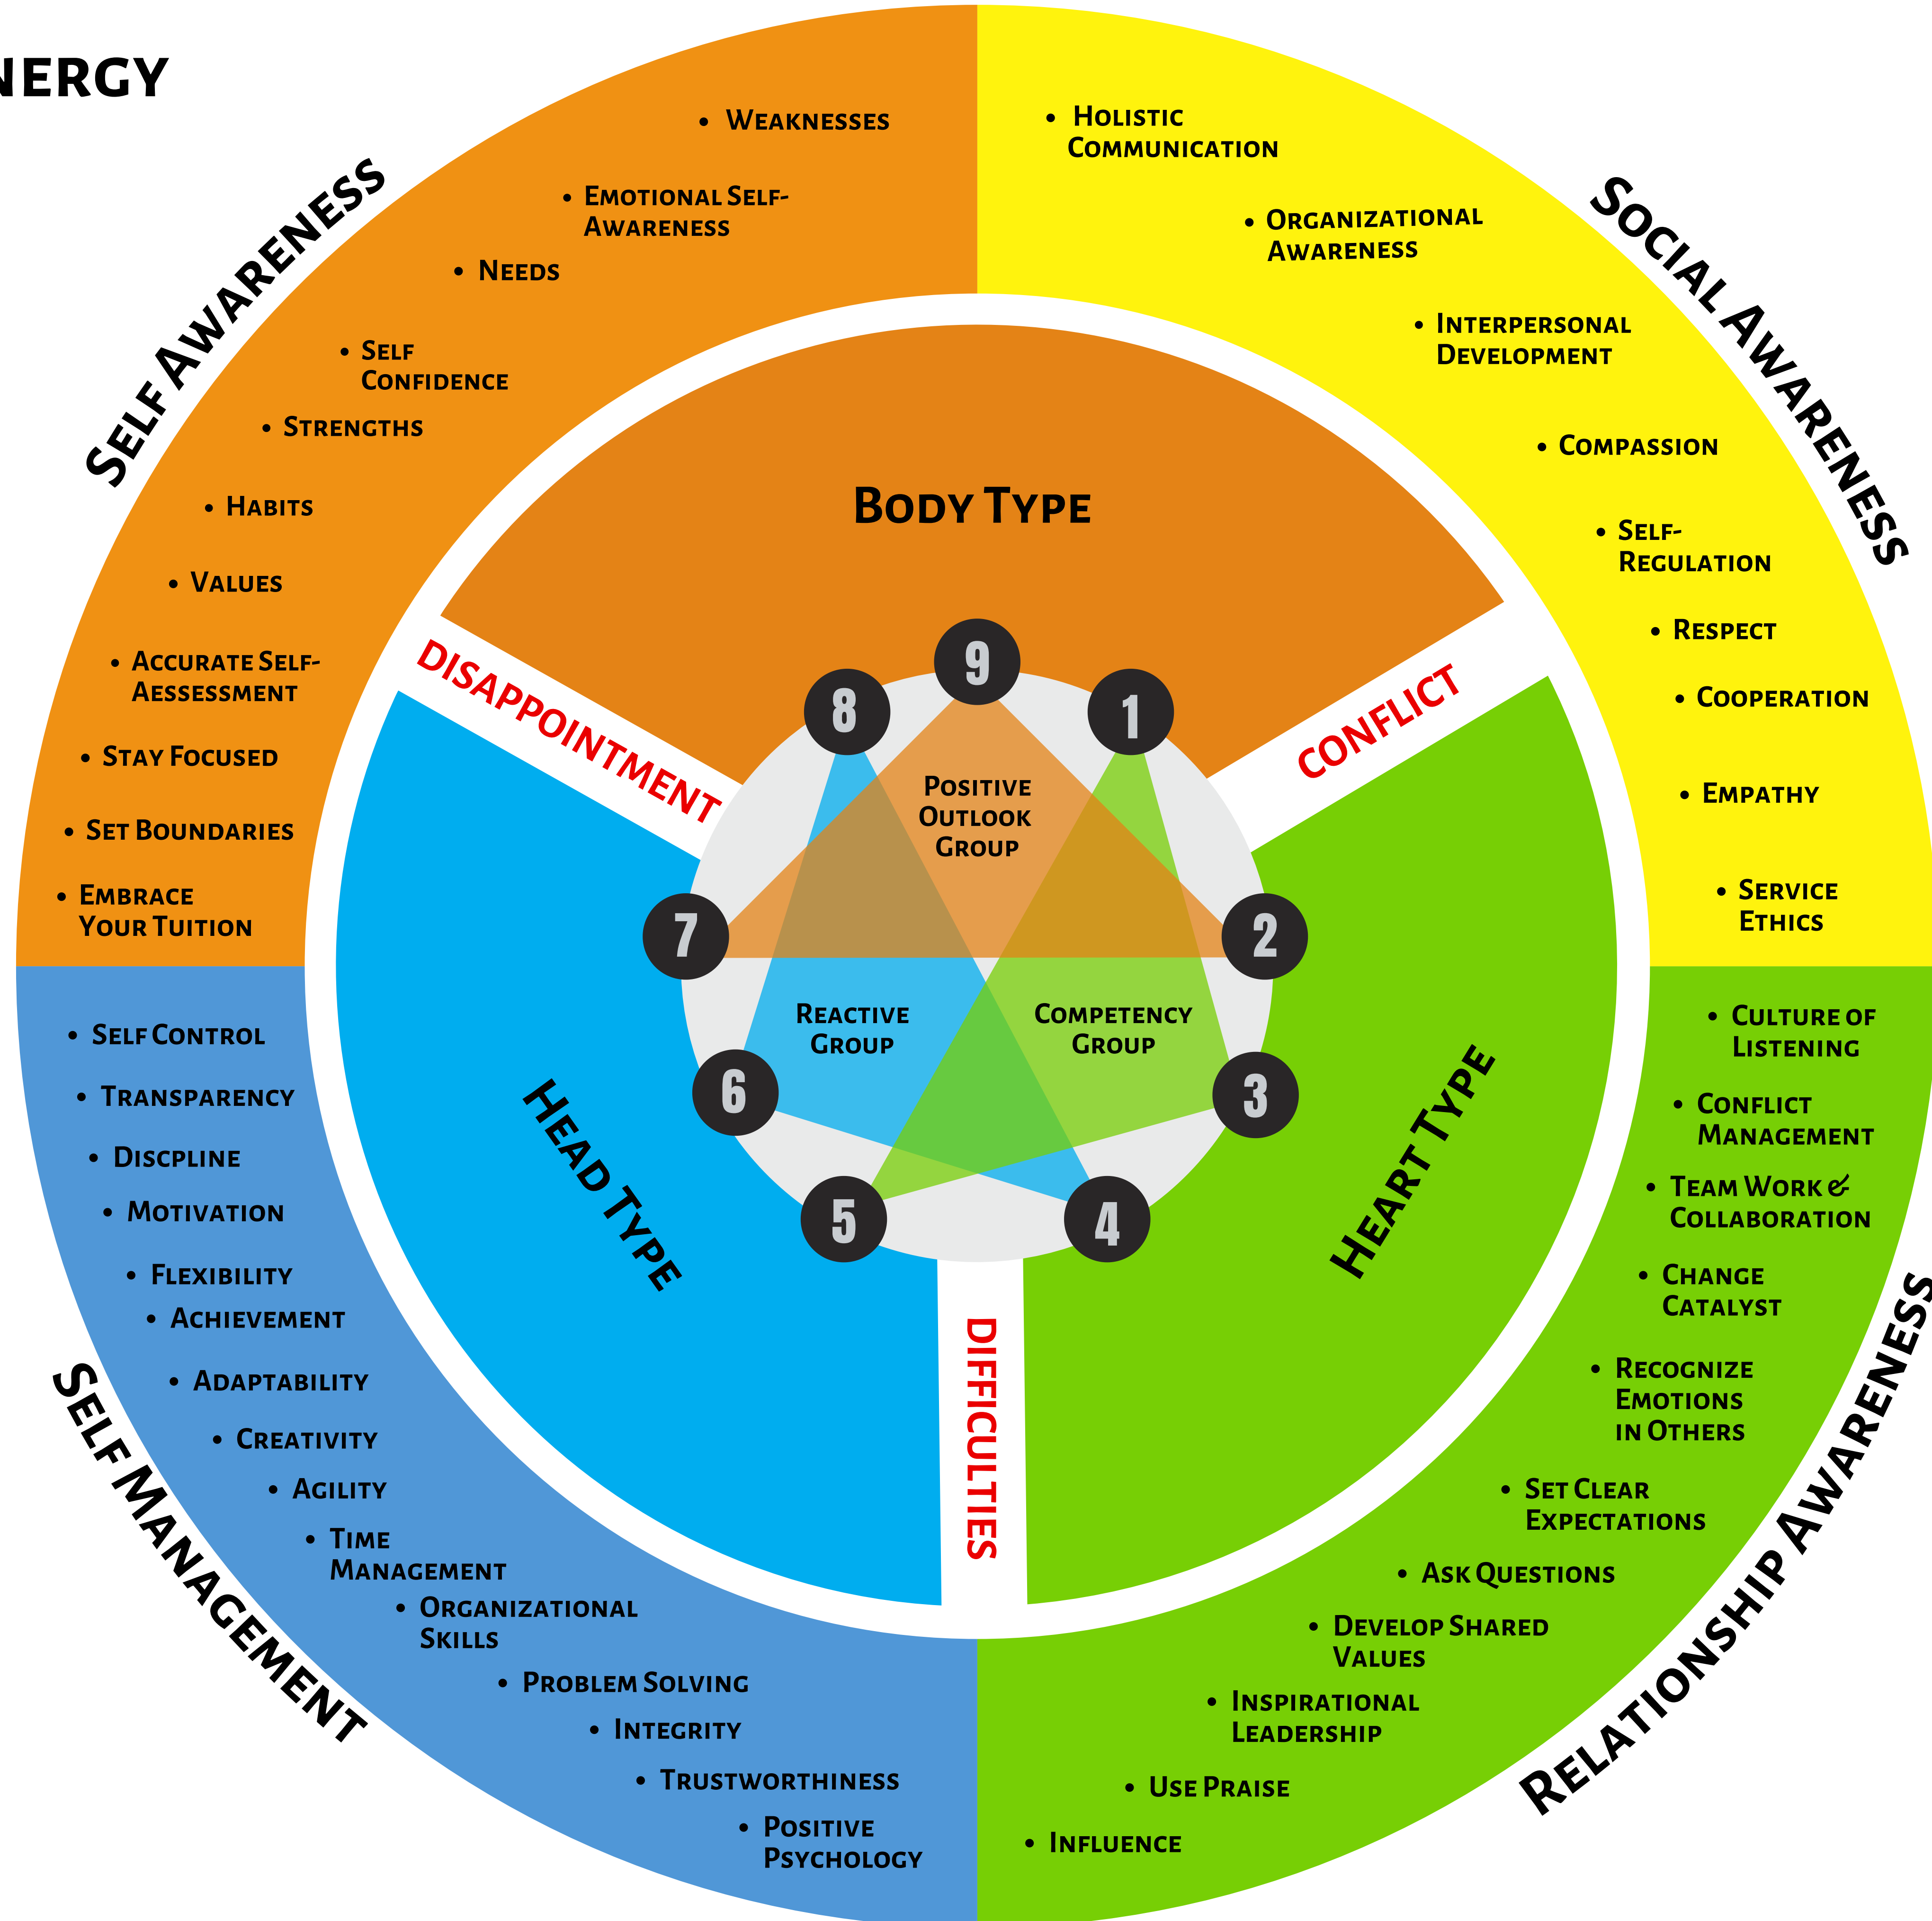 NERGY
Self Awareness
• Weaknesses
• Emotional Self-
Awareness
• Needs
• Self
Confidence
• Strengths
• Habits
• Values
• Accurate Self-
Aessessment
• Stay Focused
• Set Boundaries
• Embrace
Your Tuition
Social Awareness
• Holistic
Communication
• Organizational
Awareness
• Interpersonal
Development
• Compassion
• Self-
Regulation
• Respect
• Cooperation
• Empathy
• Service
Ethics
Body Type
DISAPPOINTMENT
CONFLICT
9
8
1
Positive
Outlook
Group
7
2
Reactive
Group
Competency
Group
6
3
5
4
Head Type
Heart Type
DIFFICULTIES
Self Management
• Self Control
• Transparency
• Discpline
• Motivation
• Flexibility
• Achievement
• Adaptability
• Creativity
• Agility
• Time
Management
• Organizational
Skills
• Problem Solving
• Integrity
• Trustworthiness
• Positive
Psychology
Relationship Awareness
• Culture of
Listening
• Conflict
Management
• Team Work &
Collaboration
• Change
Catalyst
• Recognize
Emotions
in Others
• Set Clear
Expectations
• Ask Questions
• Develop Shared
Values
• Inspirational
Leadership
• Use Praise
• Influence